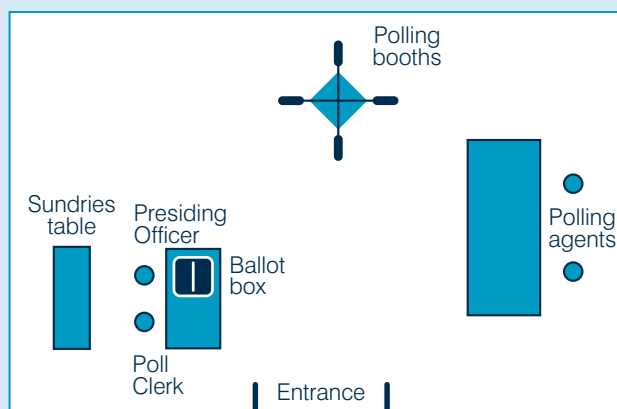 Polling
booths
Sundries
table
Presiding
Officer
Ballot
box
Polling
agents
Poll
Clerk
Entrance